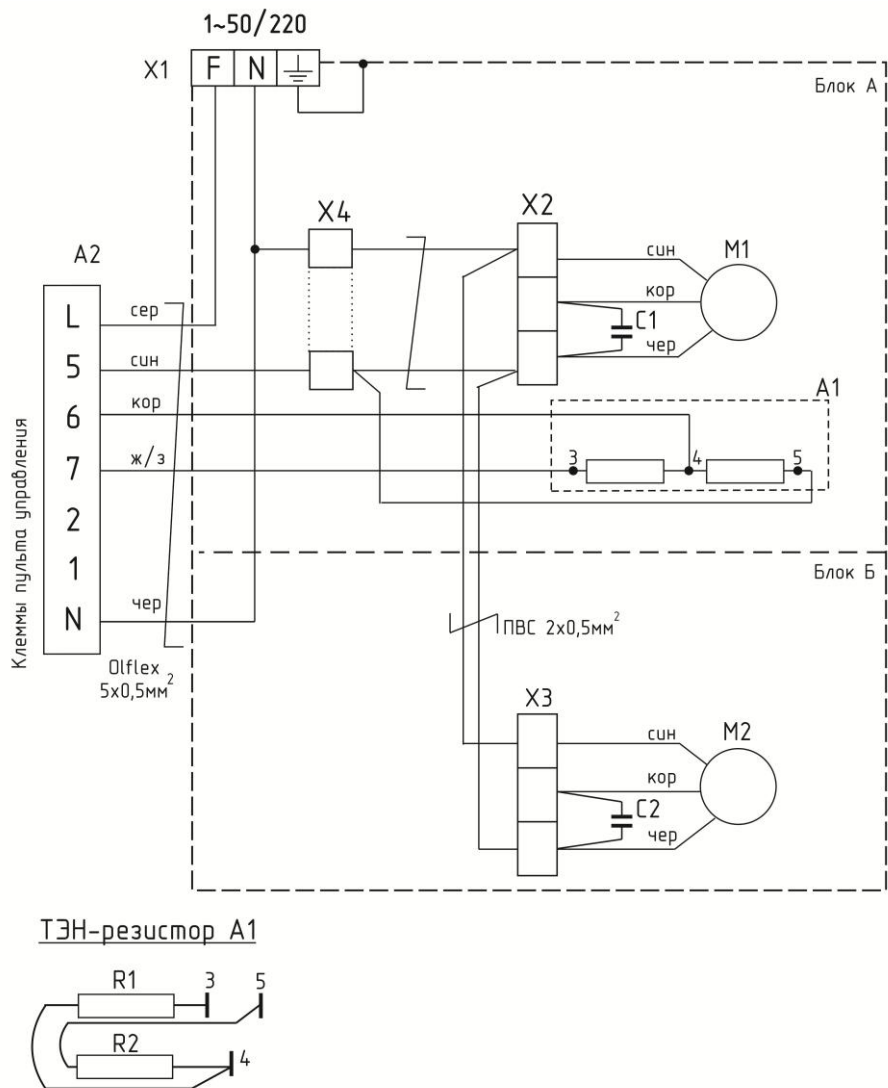 1~50/220
X1 F N
Блок А
X4
X2
A2
син
M1
L
сер
кор
C1
5
син
чер
6
кор
A1
7
ж/з
3
4
5
2
1
Блок Б
N
чер
ПВС 2х0,5мм²
Клеммы пульта управления
Olflex
5х0,5мм²
X3
син
M2
кор
C2
чер
ТЭН-резистор А1
R1
3
5
R2
4